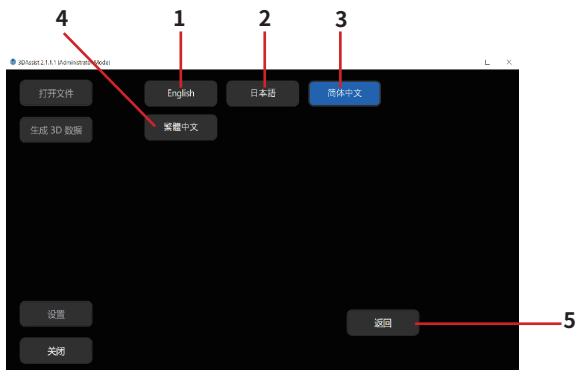 4 1 2 3
3DAssist 2.1.1.1 (Administrator Mode)
打开文件 English 日本語 简体中文
生成 3D 数据 繁體中文
设置
返回 5
关闭